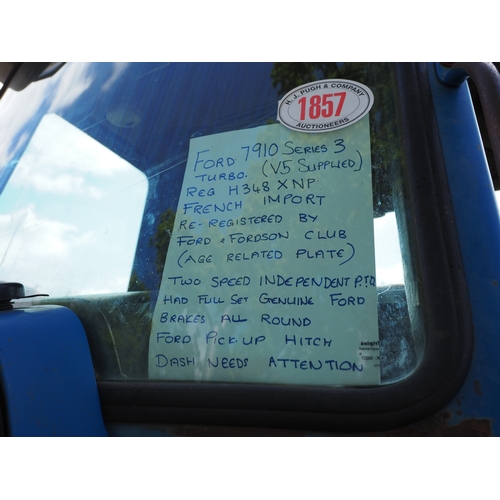 H. J. PUGH & COMPANY
1857
AUCTIONEERS
FORD 7910 SERIES 3
TURBO. (V5 SUPPLIED)
REG H348 XNP
FRENCH IMPORT
RE-REGISTERED BY
FORD & FORDSON CLUB
(AGE RELATED PLATE)
TWO SPEED INDEPENDENT P.T.O
HAD FULL SET GENUINE FORD
BRAKES ALL ROUND
FORD PICKUP HITCH
DASH NEEDS ATTENTION